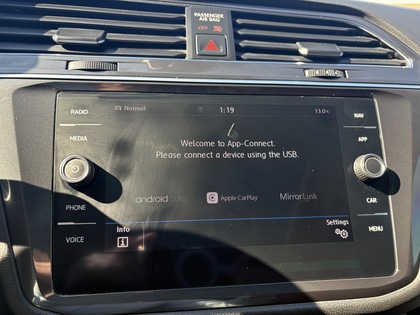 PASSENGER
AIR BAG
OFF
RADIO
MEDIA
PHONE
VOICE
Normal
1:19
13.0°C
Welcome to App-Connect.
Please connect a device using the USB.
androidauto
Apple CarPlay
MirrorLink
Info
Settings
NAV
APP
CAR
MENU